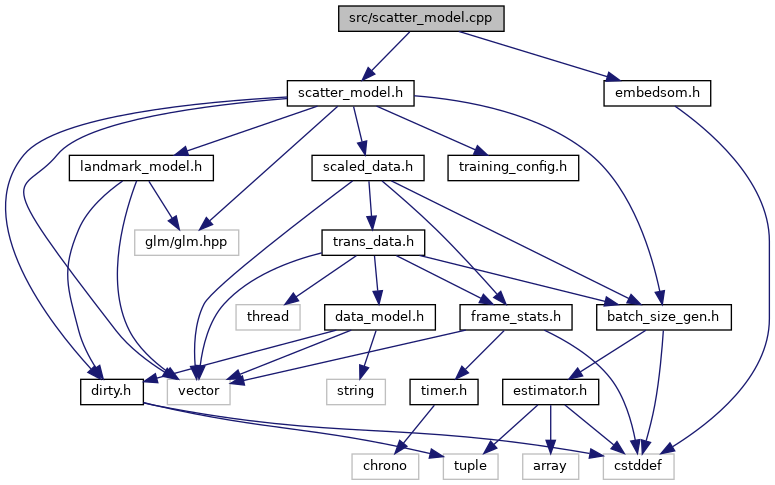 src/scatter_model.cpp
scatter_model.h
embedsom.h
landmark_model.h
scaled_data.h
training_config.h
glm/glm.hpp
trans_data.h
thread
data_model.h
frame_stats.h
batch_size_gen.h
dirty.h
vector
string
timer.h
estimator.h
chrono
tuple
array
cstddef